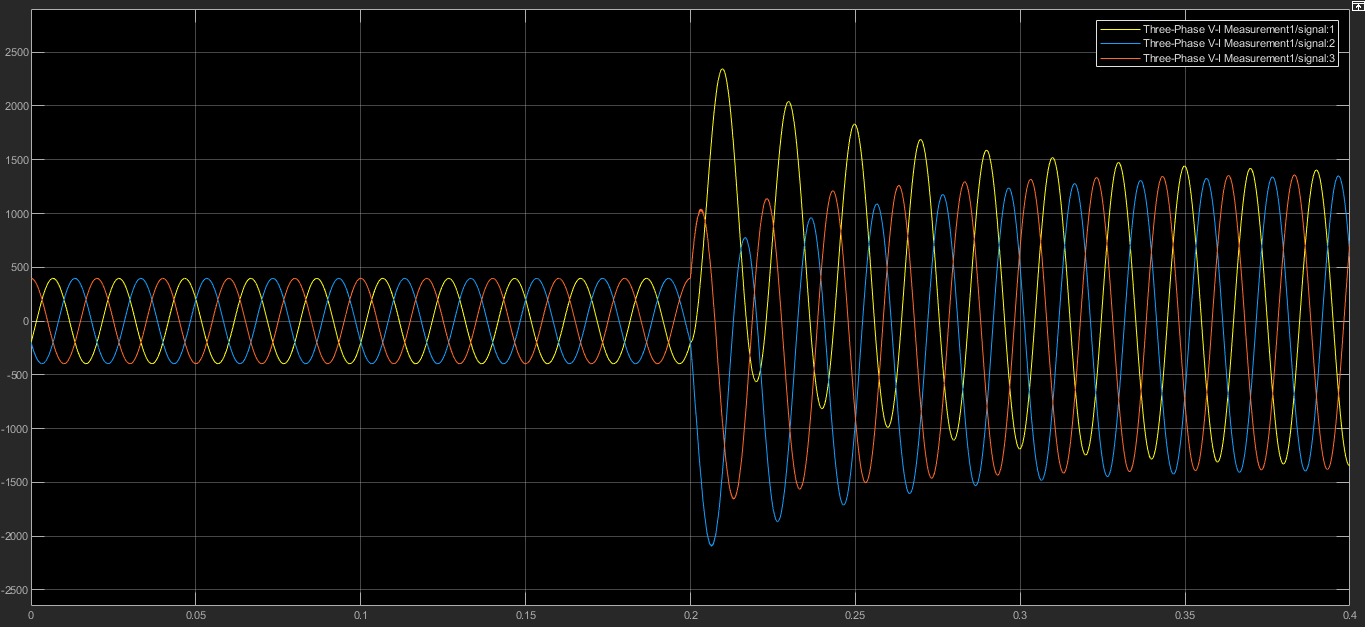 Three-Phase V-I Measurement1/signal:1
Three-Phase V-I Measurement1/signal:2
Three-Phase V-I Measurement1/signal:3
2500
2000
1500
1000
500
0
-500
-1000
-1500
-2000
-2500
0 0.05 0.1 0.15 0.2 0.25 0.3 0.35 0.4